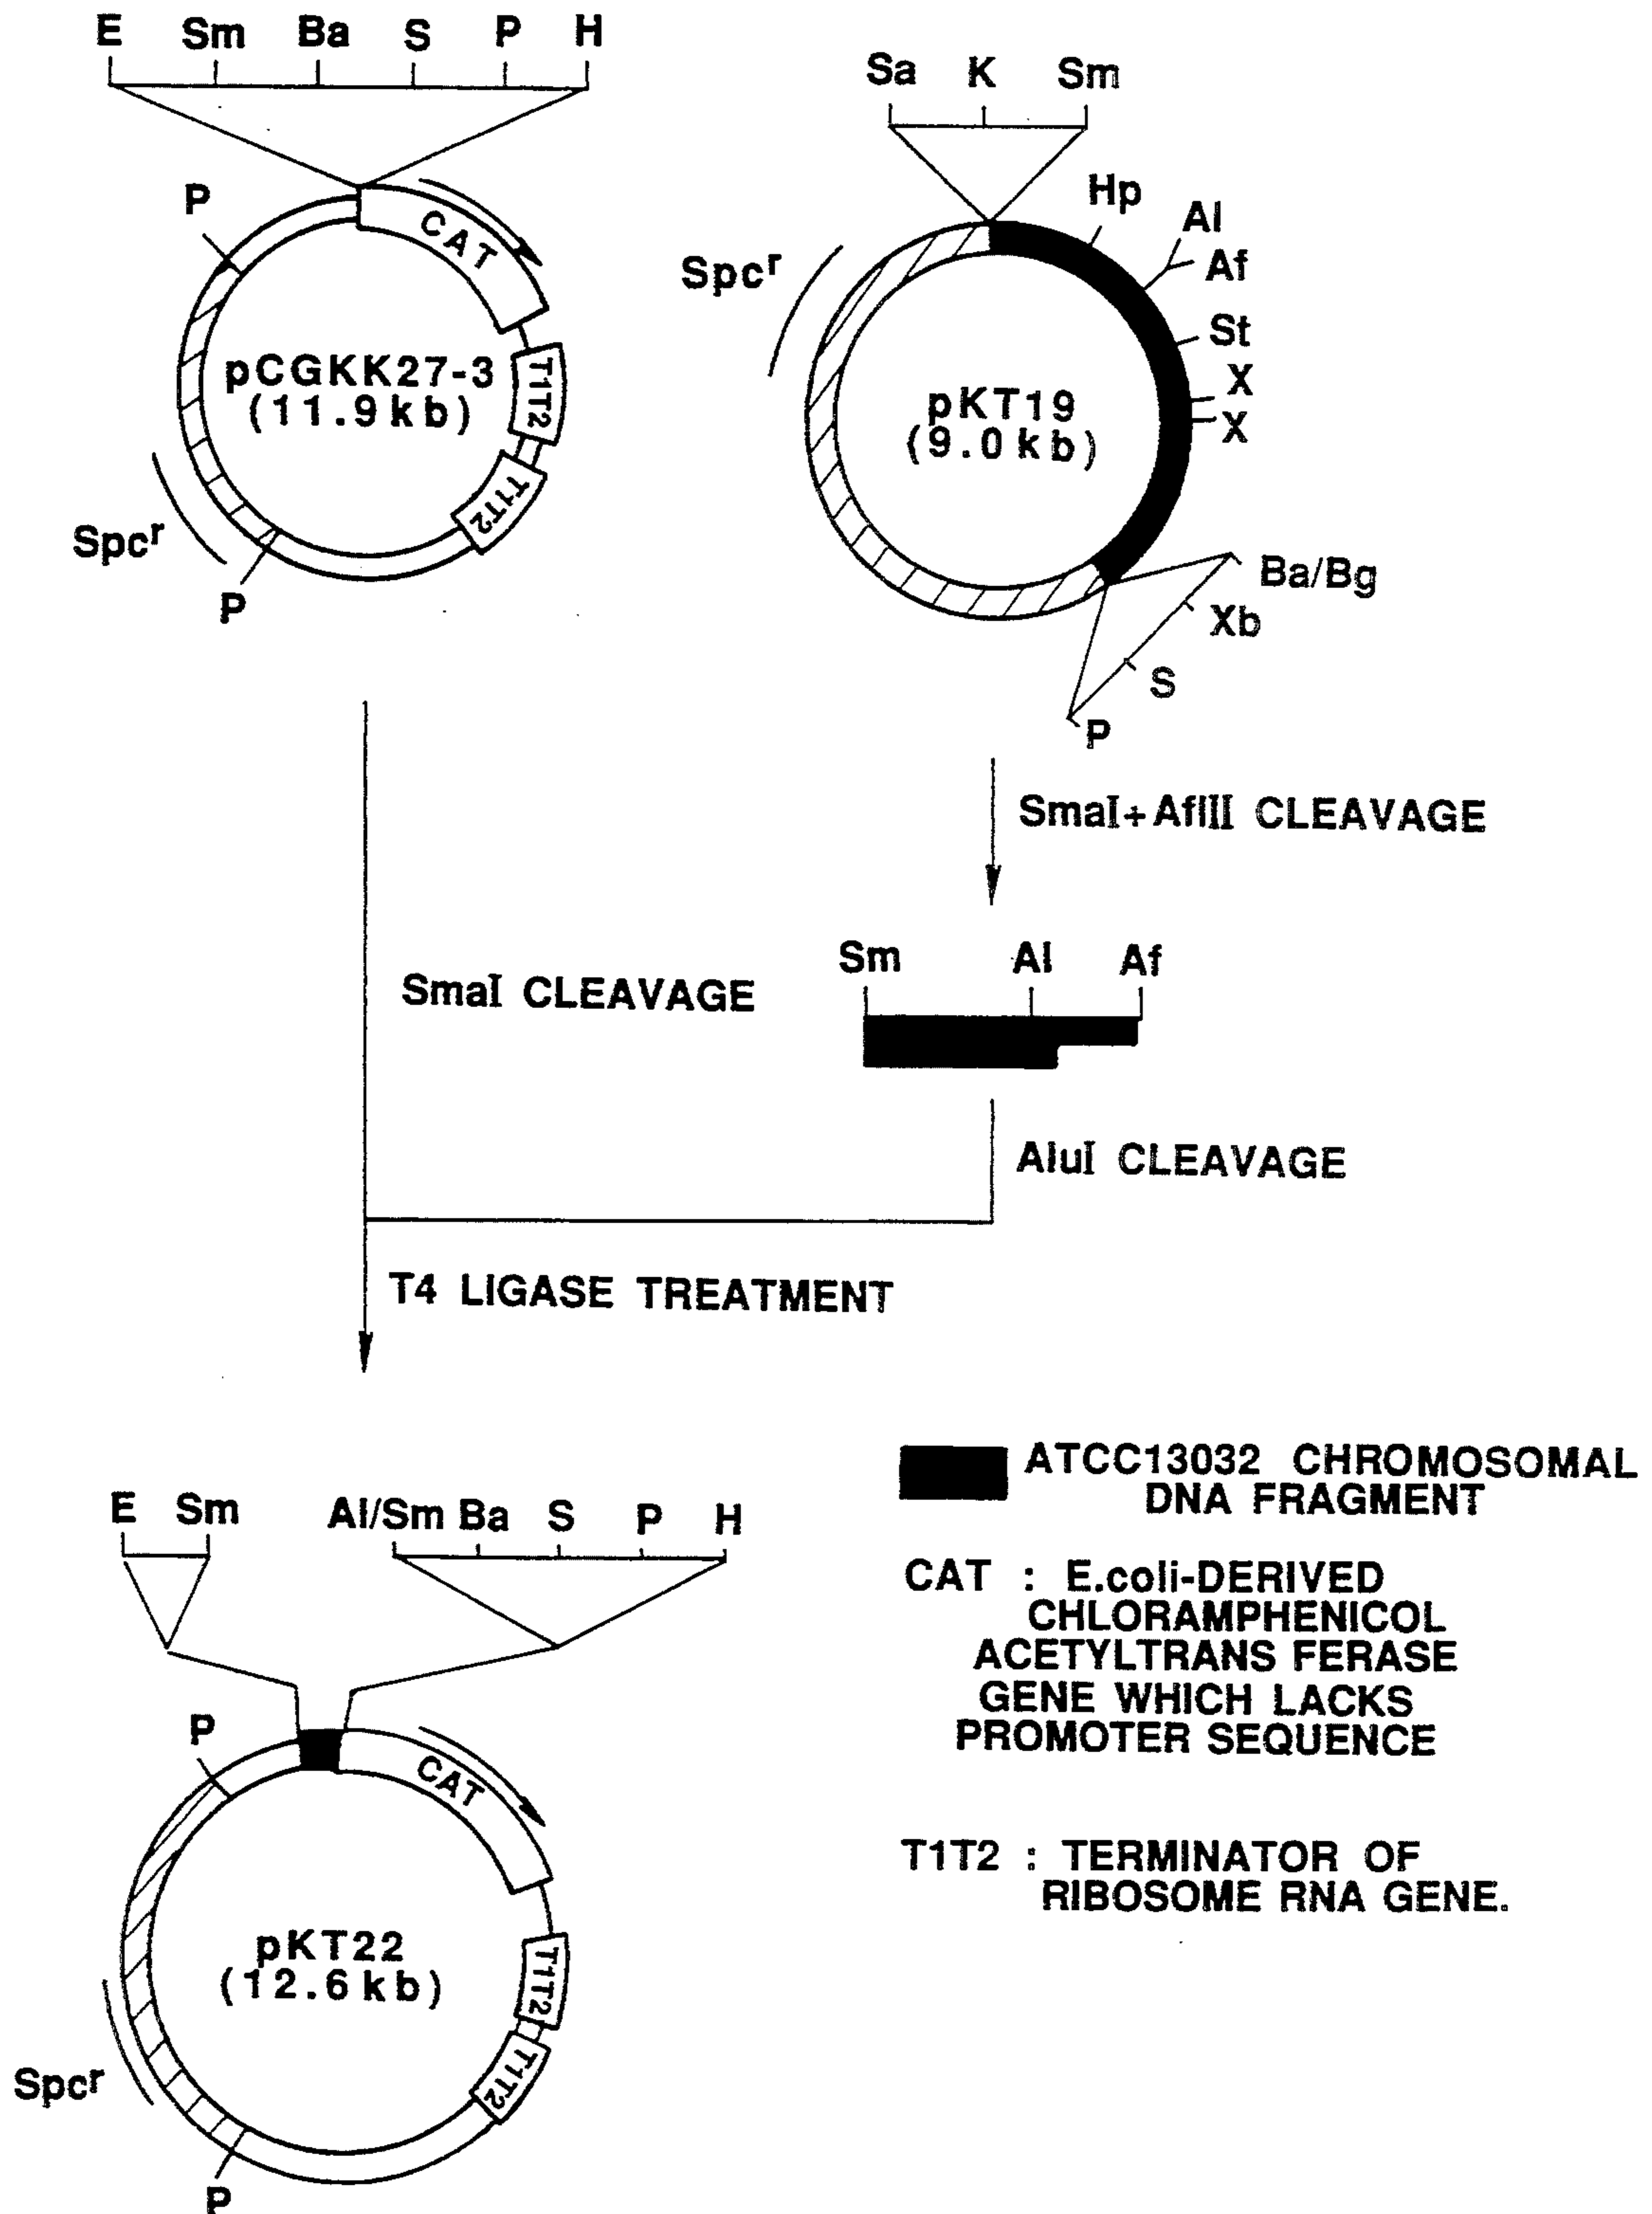 E Sm Ba S P H
Sa K Sm
P
CAT
Hp
Al
Af
St
X
X
Spcr
pCGKK27-3
(11.9kb)
T1T2
T1T2
Spcr
P
pKT19
(9.0kb)
Ba/Bg
Xb
S
P
SmaI+AflII CLEAVAGE
Sm Al Af
SmaI CLEAVAGE
AluI CLEAVAGE
T4 LIGASE TREATMENT
E Sm Al/Sm Ba S P H
P
CAT
pKT22
(12.6kb)
T1T2
T1T2
Spcr
P
ATCC13032 CHROMOSOMAL
DNA FRAGMENT
CAT : E.coli-DERIVED
CHLORAMPHENICOL
ACETYLTRANS FERASE
GENE WHICH LACKS
PROMOTER SEQUENCE
T1T2 : TERMINATOR OF
RIBOSOME RNA GENE.